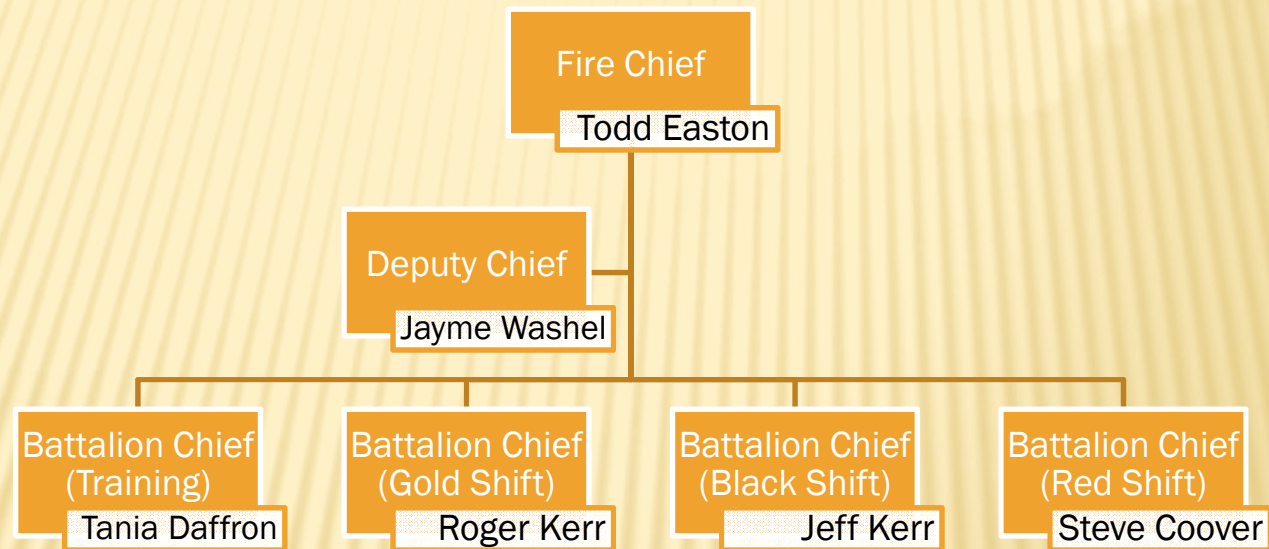 Fire Chief
Todd Easton
Deputy Chief
Jayme Washel
Battalion Chief
(Training)
Tania Daffron
Battalion Chief
(Gold Shift)
Roger Kerr
Battalion Chief
(Black Shift)
Jeff Kerr
Battalion Chief
(Red Shift)
Steve Coover